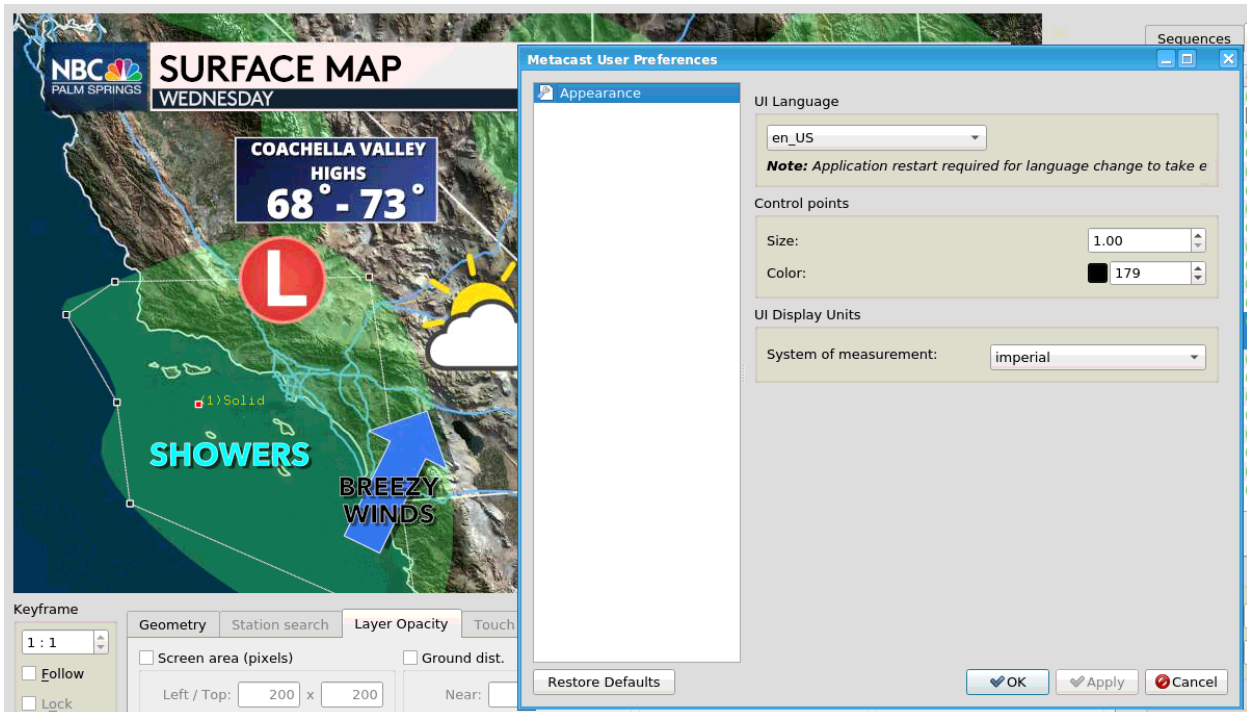 Sequences
NBC
PALM SPRINGS
SURFACE MAP
WEDNESDAY
COACHELLA VALLEY
HIGHS
68° - 73°
L
(1)Solid
SHOWERS
BREEZY
WINDS
Metacast User Preferences
Appearance
UI Language
en_US
Note: Application restart required for language change to take e
Control points
Size:
1.00
Color:
179
UI Display Units
System of measurement:
imperial
Restore Defaults
OK
Apply
Cancel
Keyframe
1 : 1
Follow
Lock
Geometry
Station search
Layer Opacity
Touch
Screen area (pixels)
Ground dist.
Left / Top:
200 x 200
Near: